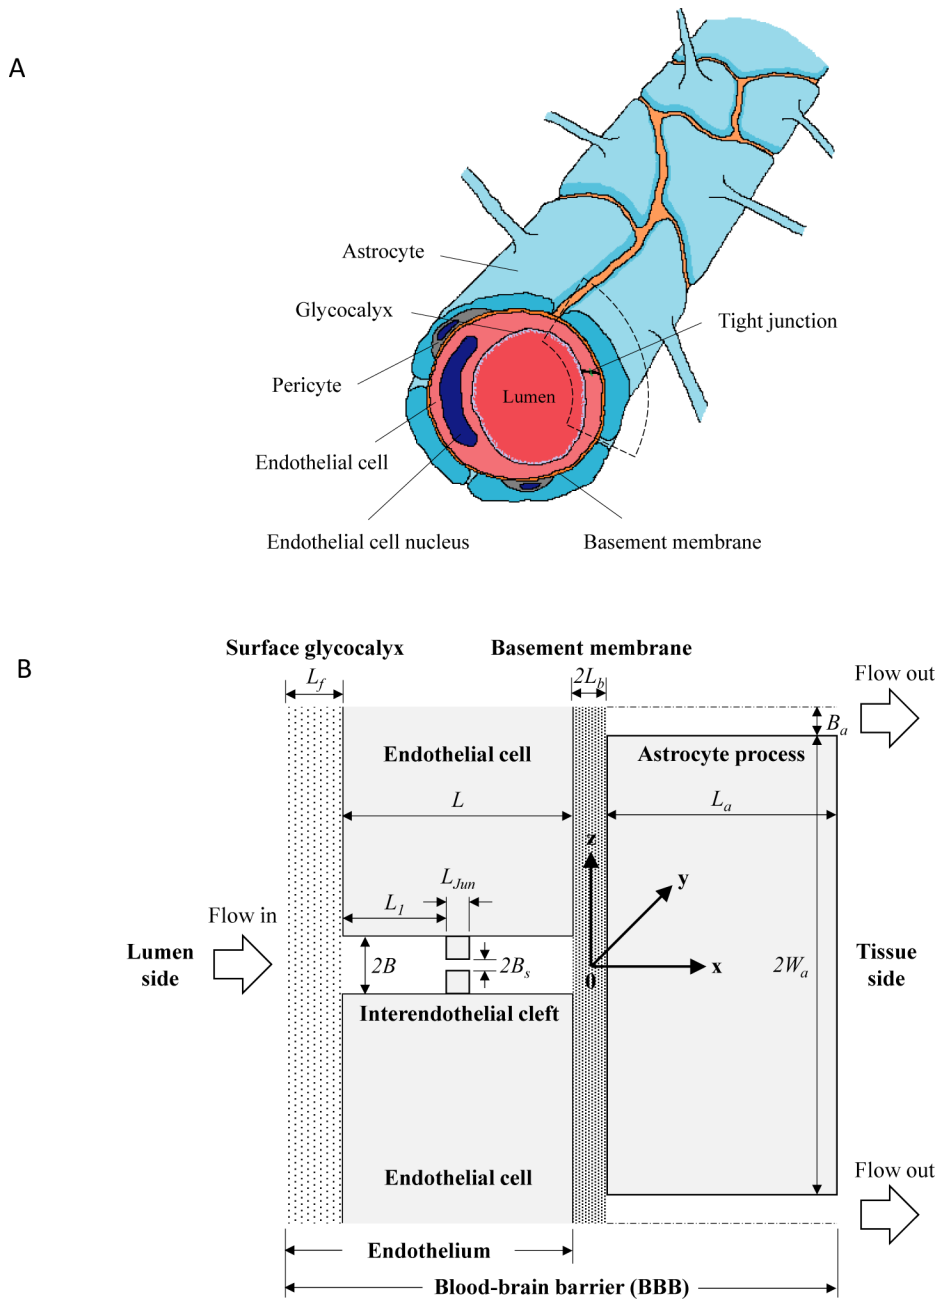 A
Astrocyte
Glycocalyx
Tight junction
Pericyte
Lumen
Endothelial cell
Endothelial cell nucleus
Basement membrane
B
Surface glycocalyx
Basement membrane
Flow out
L_f
2L_b
B_a
Endothelial cell
Astrocyte process
L
L_a
z
L_Jun
y
Flow in
L_1
Lumen side
2B
2B_s
x
0
2W_a
Tissue side
Interendothelial cleft
Endothelial cell
Flow out
Endothelium
Blood-brain barrier (BBB)